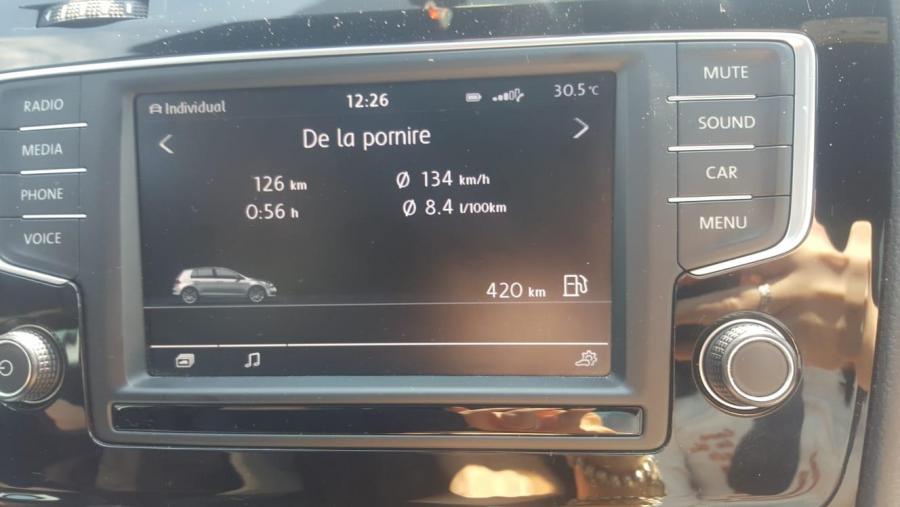 RADIO
MEDIA
PHONE
VOICE
Individual 12:26 30.5 °C
De la pornire
126 km Ø 134 km/h
0:56 h Ø 8.4 l/100km
420 km
MUTE
SOUND
CAR
MENU